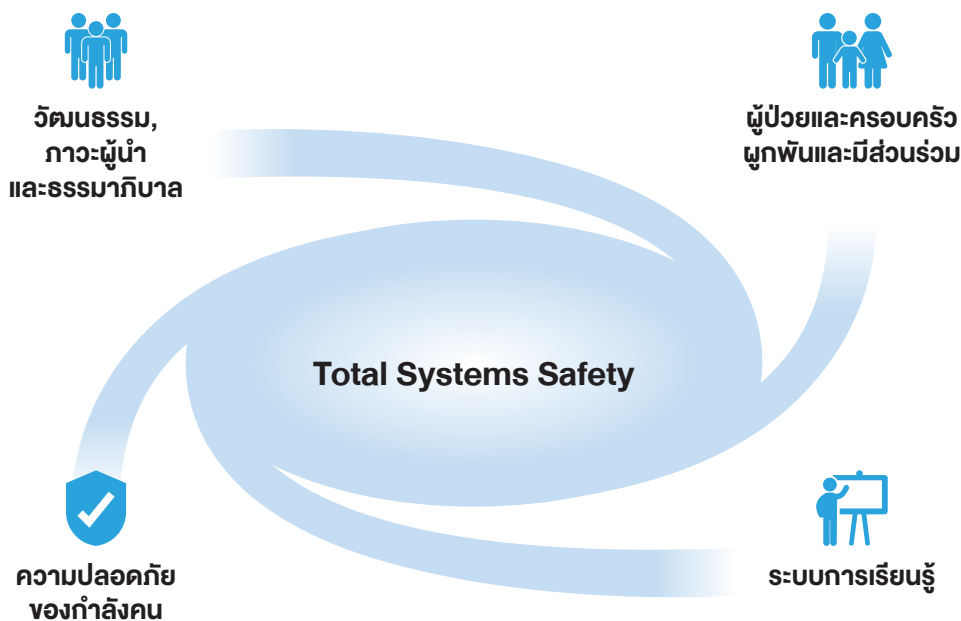 วัฒนธรรม,
ภาวะผู้นำ
และธรรมาภิบาล
ผู้ป่วยและครอบครัว
ผูกพันและมีส่วนร่วม
Total Systems Safety
ความปลอดภัย
ของกำลังคน
ระบบการเรียนรู้